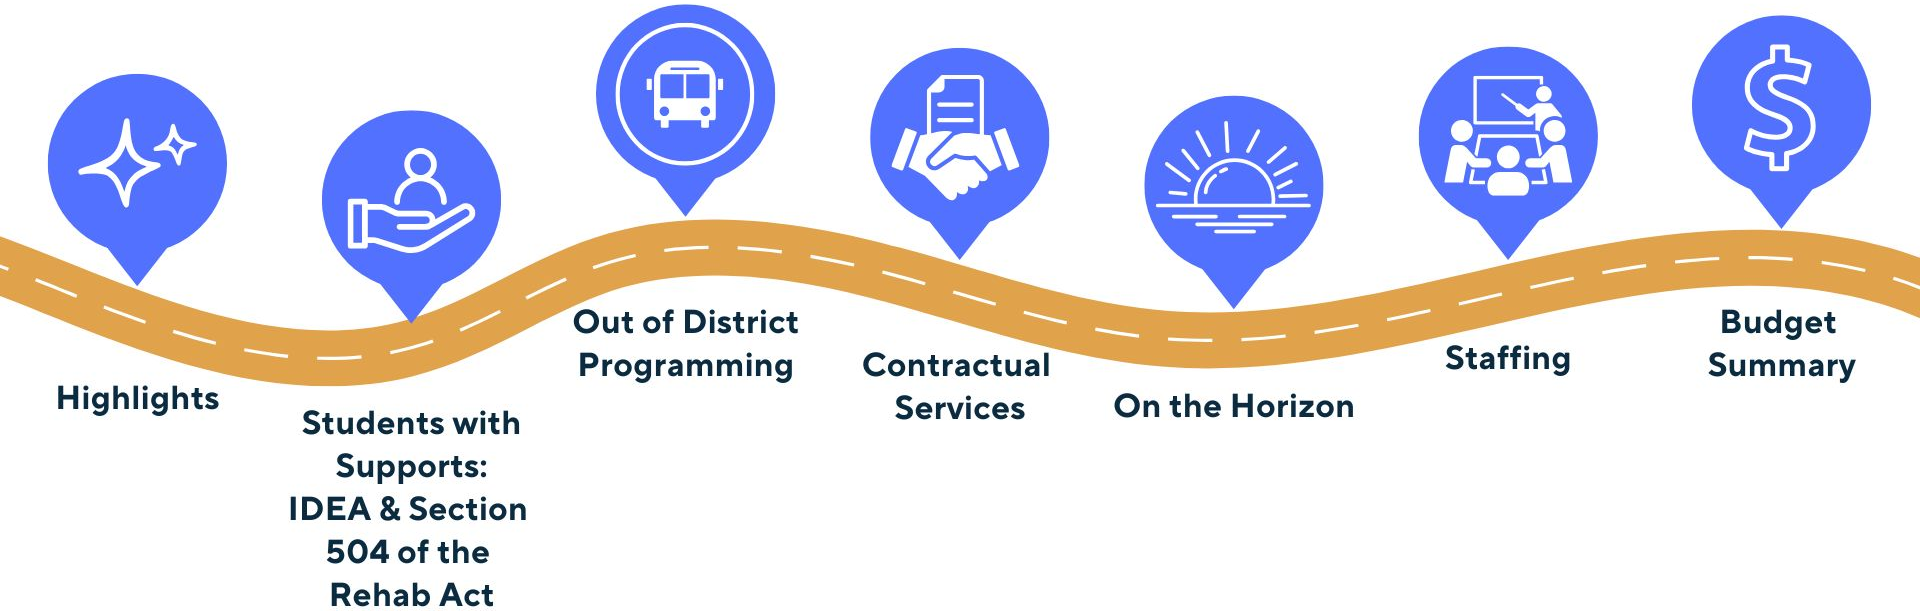 Highlights
Students with
Supports:
IDEA & Section
504 of the
Rehab Act
Out of District
Programming
Contractual
Services
On the Horizon
Staffing
Budget
Summary